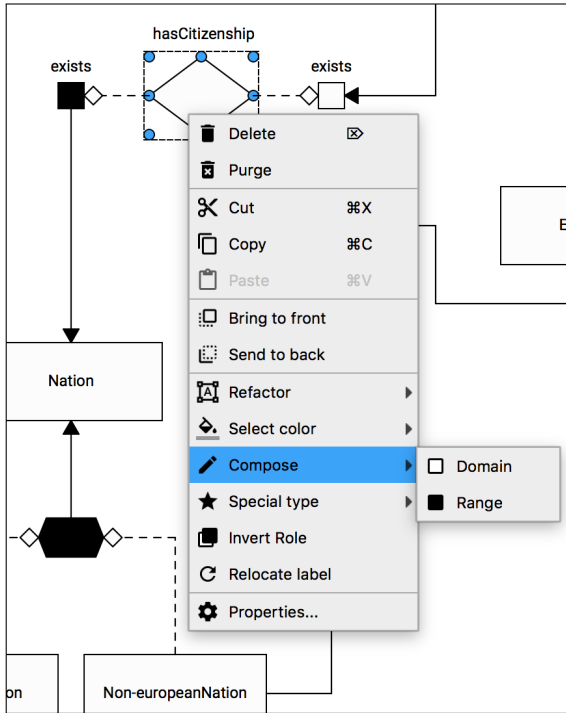 hasCitizenship
exists
exists
Delete
Purge
Cut ⌘X
Copy ⌘C
Paste ⌘V
Bring to front
Send to back
Refactor
Select color
Compose
Domain
Special type
Range
Invert Role
Relocate label
Properties...
E
Nation
on
Non-europeanNation